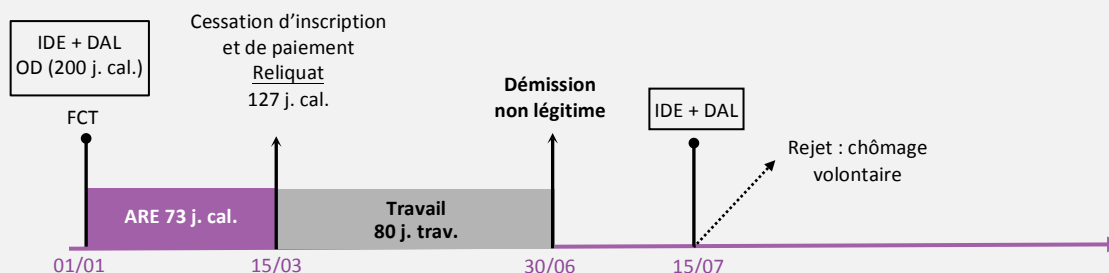 IDE + DAL
OD (200 j. cal.)
FCT
Cessation d’inscription
et de paiement
Reliquat
127 j. cal.
Démission
non légitime
IDE + DAL
Rejet : chômage
volontaire
ARE 73 j. cal.
Travail
80 j. trav.
01/01
15/03
30/06
15/07